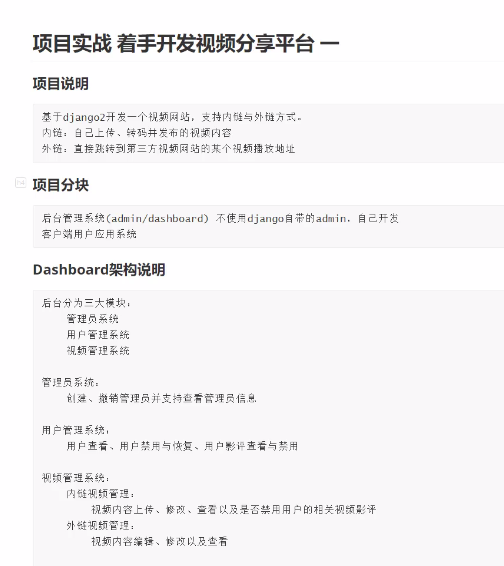 项目实战 着手开发视频分享平台 一
项目说明
基于django2开发一个视频网站，支持内链与外链方式。
内链：自己上传、转码并发布的视频内容
外链：直接跳转到第三方视频网站的某个视频播放地址
项目分块
后台管理系统(admin/dashboard) 不使用django自带的admin，自己开发
客户端用户应用系统
Dashboard架构说明
后台分为三大模块：
管理员系统
用户管理系统
视频管理系统
管理员系统：
创建、撤销管理员并支持查看管理员信息
用户管理系统：
用户查看、用户禁用与恢复、用户影评查看与禁用
视频管理系统：
内链视频管理：
视频内容上传、修改、查看以及是否禁用用户的相关视频影评
外链视频管理：
视频内容编辑、修改以及查看